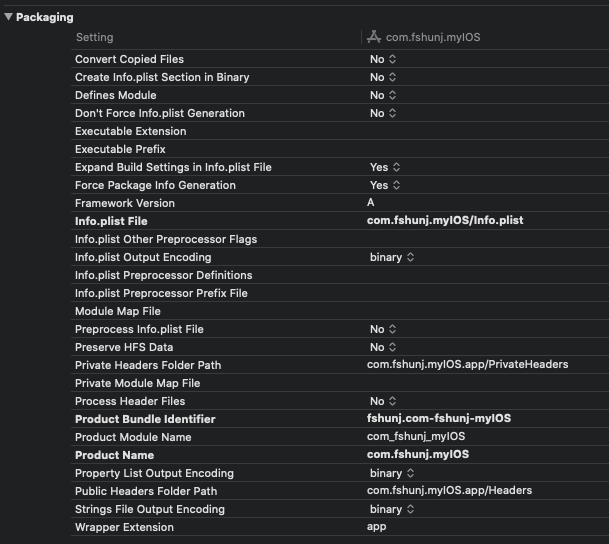 Packaging
Setting com.fshunj.myIOS
Convert Copied Files No
Create Info.plist Section in Binary No
Defines Module No
Don't Force Info.plist Generation No
Executable Extension
Executable Prefix
Expand Build Settings in Info.plist File Yes
Force Package Info Generation Yes
Framework Version A
Info.plist File com.fshunj.myIOS/Info.plist
Info.plist Other Preprocessor Flags
Info.plist Output Encoding binary
Info.plist Preprocessor Definitions
Info.plist Preprocessor Prefix File
Module Map File
Preprocess Info.plist File No
Preserve HFS Data No
Private Headers Folder Path com.fshunj.myIOS.app/PrivateHeaders
Private Module Map File
Process Header Files No
Product Bundle Identifier fshunj.com-fshunj-myIOS
Product Module Name com_fshunj_myIOS
Product Name com.fshunj.myIOS
Property List Output Encoding binary
Public Headers Folder Path com.fshunj.myIOS.app/Headers
Strings File Output Encoding binary
Wrapper Extension app